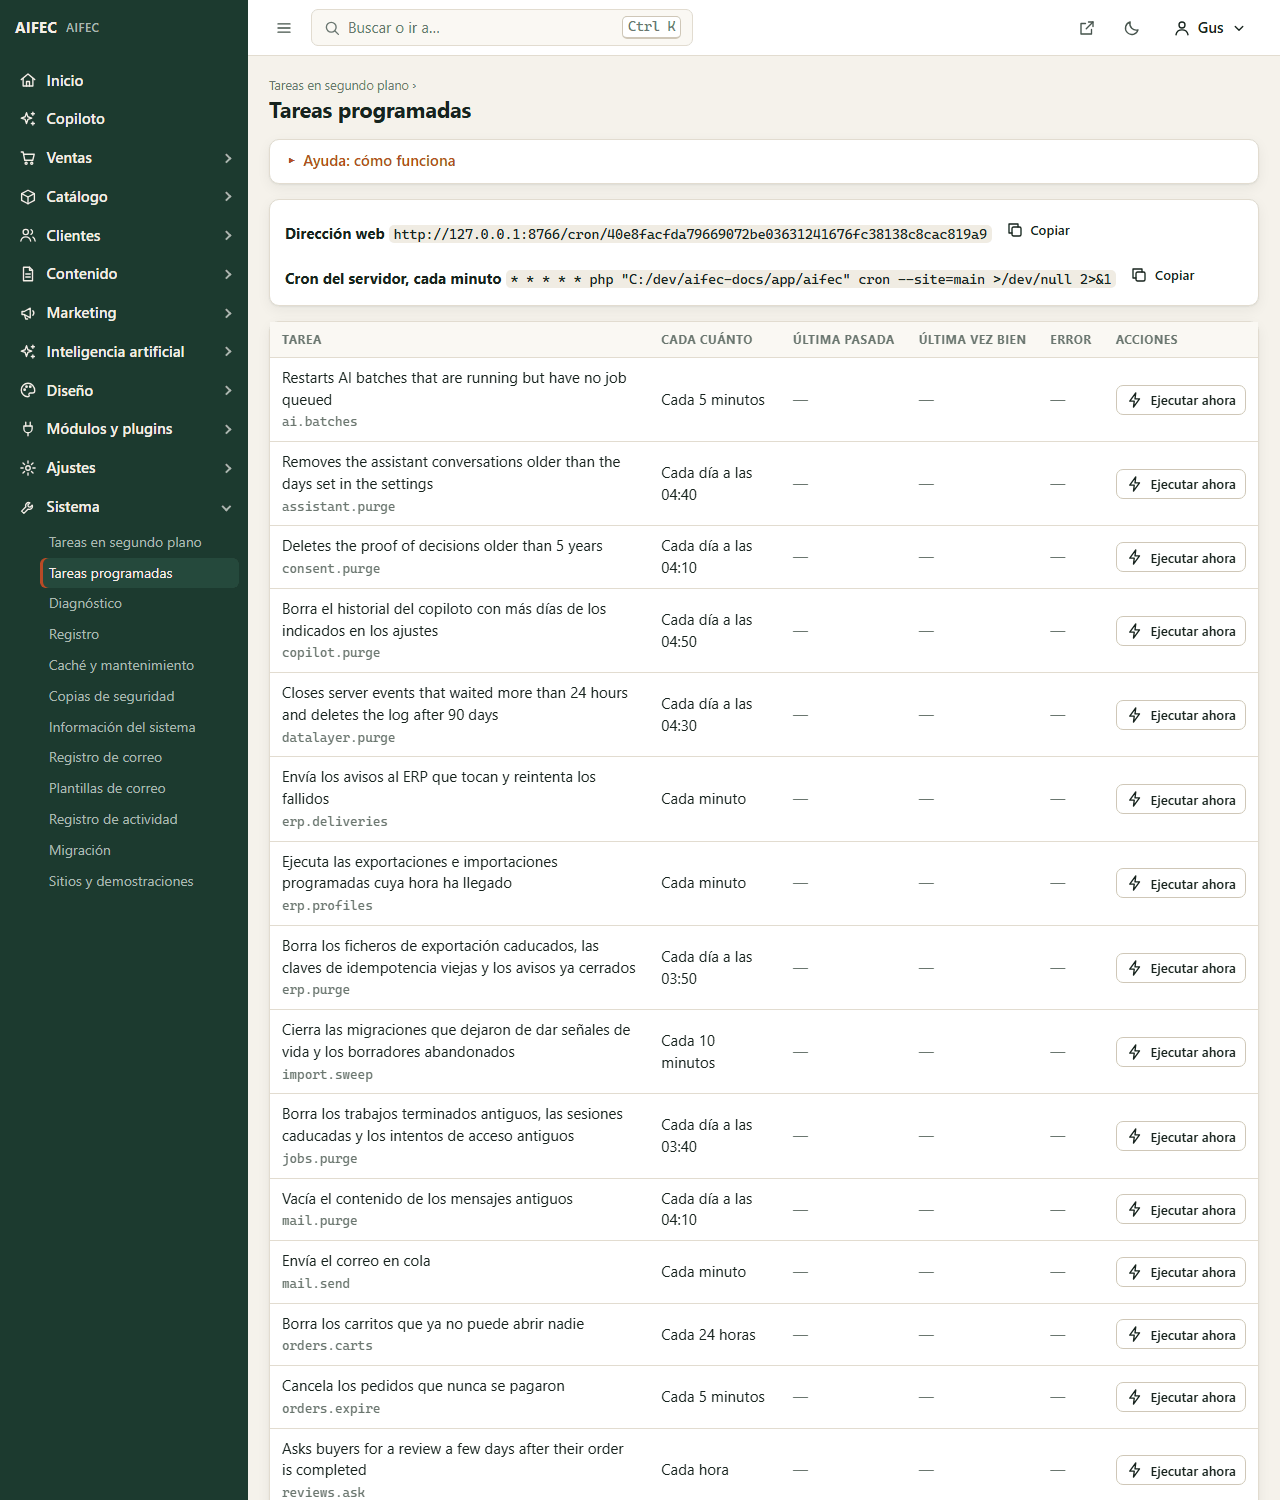 AIFEC AIFEC
Buscar o ir a...
Ctrl K
Gus
Inicio
Copiloto
Ventas
Catálogo
Clientes
Contenido
Marketing
Inteligencia artificial
Diseño
Módulos y plugins
Ajustes
Sistema
Tareas en segundo plano
Tareas programadas
Diagnóstico
Registro
Caché y mantenimiento
Copias de seguridad
Información del sistema
Registro de correo
Plantillas de correo
Registro de actividad
Migración
Sitios y demostraciones
Tareas en segundo plano ›
Tareas programadas
Ayuda: cómo funciona
Dirección web http://127.0.0.1:8766/cron/40e8facfda79669072be03631241676fc38138c8cac819a9 Copiar
Cron del servidor, cada minuto * * * * * php "C:/dev/aifec-docs/app/aifec" cron --site=main >/dev/null 2>&1 Copiar
TAREA CADA CUÁNTO ÚLTIMA PASADA ÚLTIMA VEZ BIEN ERROR ACCIONES
Restarts AI batches that are running but have no job
queued
ai.batches
Cada 5 minutos — — — Ejecutar ahora
Removes the assistant conversations older than the
days set in the settings
assistant.purge
Cada día a las
04:40
— — — Ejecutar ahora
Deletes the proof of decisions older than 5 years
consent.purge
Cada día a las
04:10
— — — Ejecutar ahora
Borra el historial del copiloto con más días de los
indicados en los ajustes
copilot.purge
Cada día a las
04:50
— — — Ejecutar ahora
Closes server events that waited more than 24 hours
and deletes the log after 90 days
datalayer.purge
Cada día a las
04:30
— — — Ejecutar ahora
Envía los avisos al ERP que tocan y reintenta los
fallidos
erp.deliveries
Cada minuto — — — Ejecutar ahora
Ejecuta las exportaciones e importaciones
programadas cuya hora ha llegado
erp.profiles
Cada minuto — — — Ejecutar ahora
Borra los ficheros de exportación caducados, las
claves de idempotencia viejas y los avisos ya cerrados
erp.purge
Cada día a las
03:50
— — — Ejecutar ahora
Cierra las migraciones que dejaron de dar señales de
vida y los borradores abandonados
import.sweep
Cada 10
minutos
— — — Ejecutar ahora
Borra los trabajos terminados antiguos, las sesiones
caducadas y los intentos de acceso antiguos
jobs.purge
Cada día a las
03:40
— — — Ejecutar ahora
Vacía el contenido de los mensajes antiguos
mail.purge
Cada día a las
04:10
— — — Ejecutar ahora
Envía el correo en cola
mail.send
Cada minuto — — — Ejecutar ahora
Borra los carritos que ya no puede abrir nadie
orders.carts
Cada 24 horas — — — Ejecutar ahora
Cancela los pedidos que nunca se pagaron
orders.expire
Cada 5 minutos — — — Ejecutar ahora
Asks buyers for a review a few days after their order
is completed
reviews.ask
Cada hora — — — Ejecutar ahora